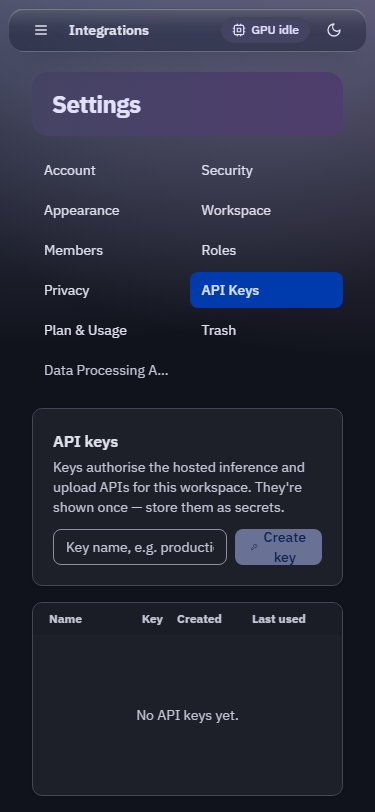 Integrations
GPU idle
Settings
Account
Security
Appearance
Workspace
Members
Roles
Privacy
API Keys
Plan & Usage
Trash
Data Processing A...
API keys
Keys authorise the hosted inference and
upload APIs for this workspace. They're
shown once — store them as secrets.
Key name, e.g. producti
Create
key
Name Key Created Last used
No API keys yet.